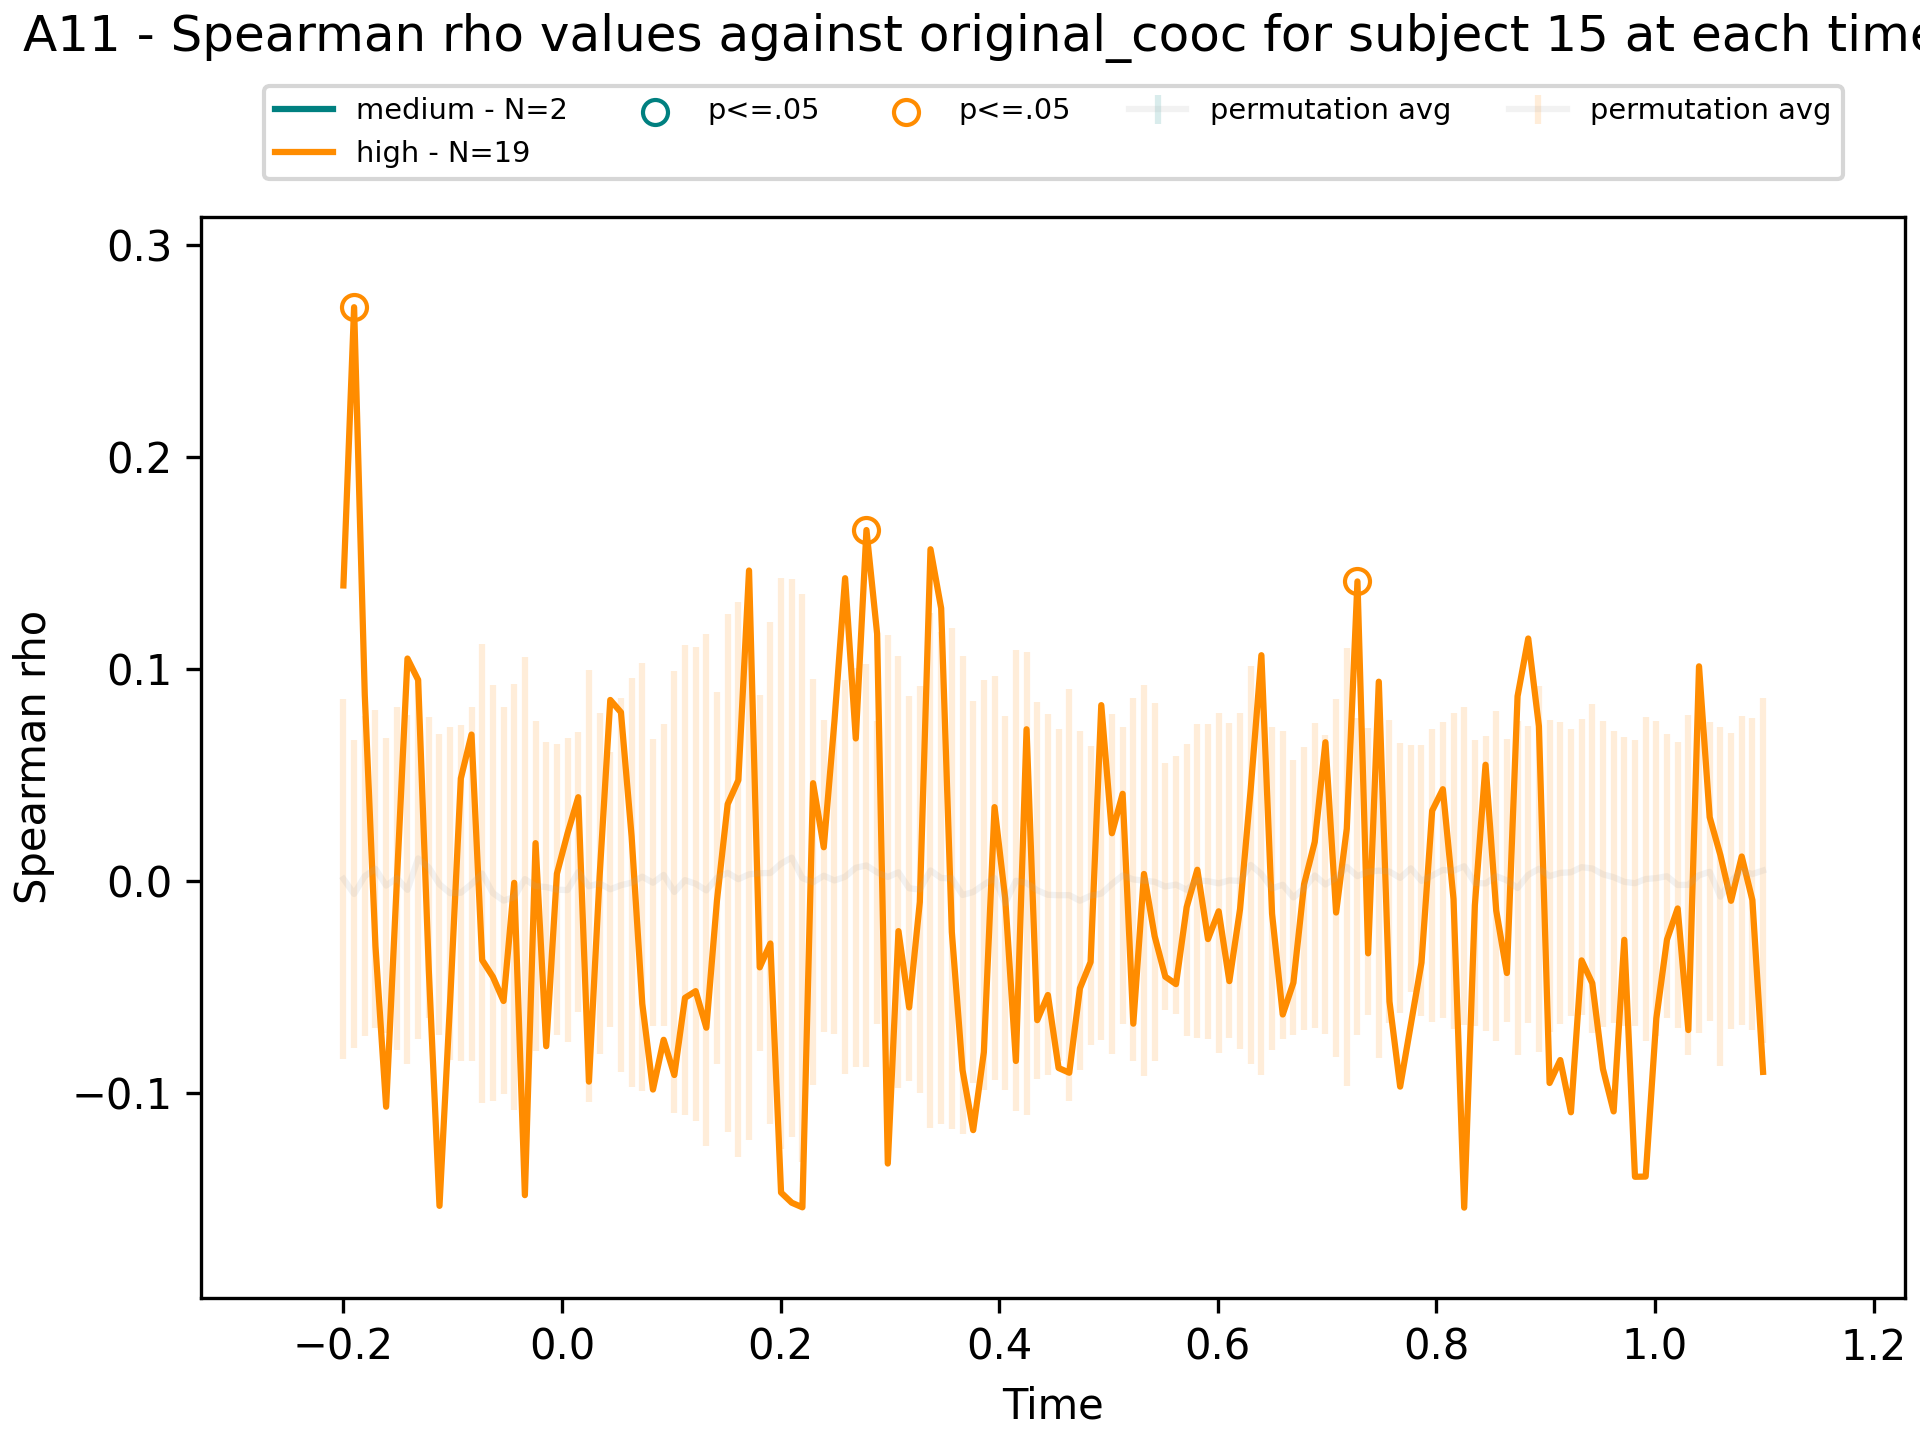 A11 - Spearman rho values against original_cooc for subject 15 at each time
medium - N=2
high - N=19
p<=.05
p<=.05
permutation avg
permutation avg
0.3
0.2
0.1
0.0
−0.1
Spearman rho
−0.2 0.0 0.2 0.4 0.6 0.8 1.0 1.2
Time